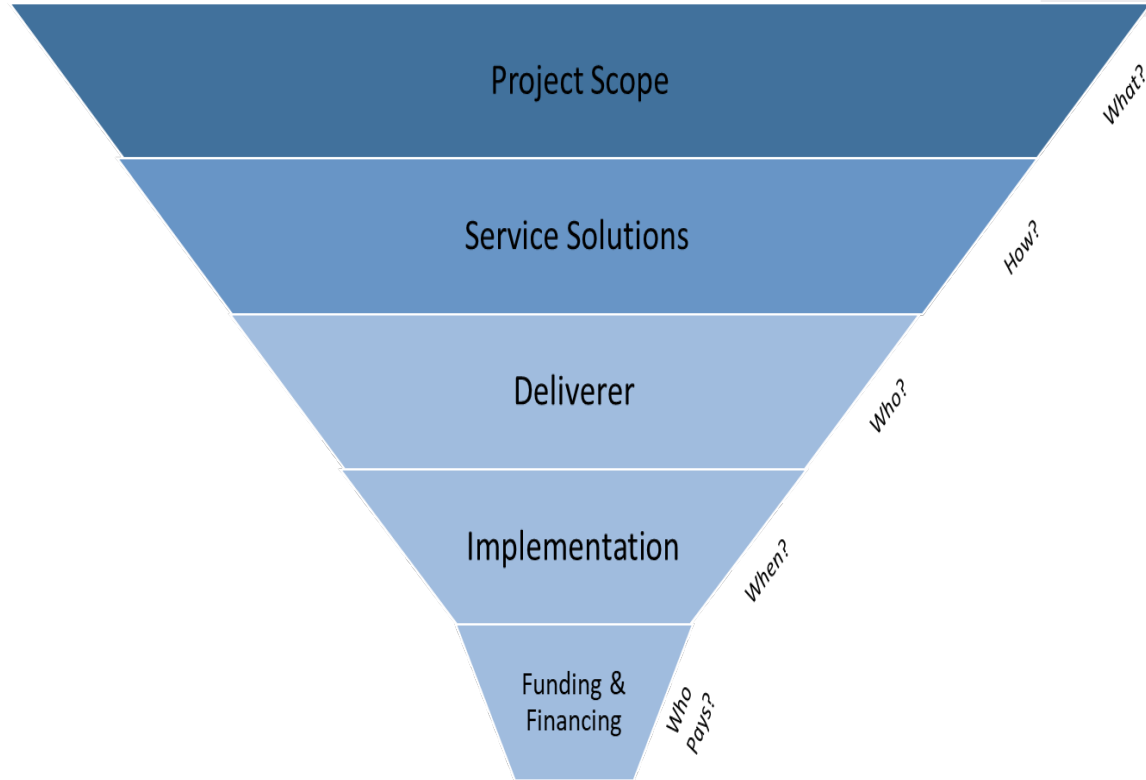 Project Scope
What?
Service Solutions
How?
Deliverer
Who?
Implementation
When?
Funding &
Financing
Who
Pays?